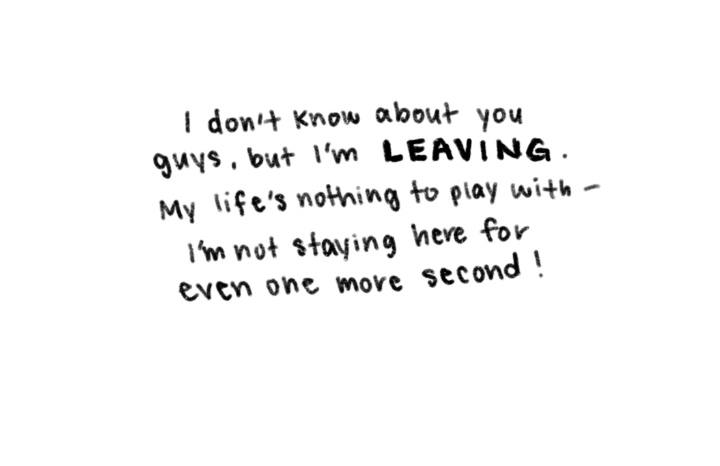 I don't know about you
guys, but I'm LEAVING.
My life's nothing to play with –
I'm not staying here for
even one more second!